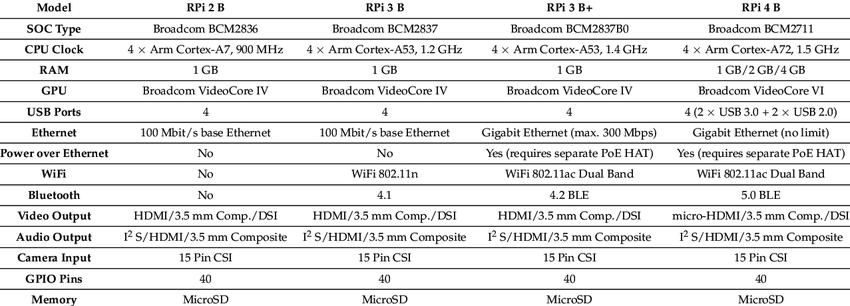 Model RPi 2 B RPi 3 B RPi 3 B+ RPi 4 B
SOC Type Broadcom BCM2836 Broadcom BCM2837 Broadcom BCM2837B0 Broadcom BCM2711
CPU Clock 4 × Arm Cortex-A7, 900 MHz 4 × Arm Cortex-A53, 1.2 GHz 4 × Arm Cortex-A53, 1.4 GHz 4 × Arm Cortex-A72, 1.5 GHz
RAM 1 GB 1 GB 1 GB 1 GB/2 GB/4 GB
GPU Broadcom VideoCore IV Broadcom VideoCore IV Broadcom VideoCore IV Broadcom VideoCore VI
USB Ports 4 4 4 4 (2 × USB 3.0 + 2 × USB 2.0)
Ethernet 100 Mbit/s base Ethernet 100 Mbit/s base Ethernet Gigabit Ethernet (max. 300 Mbps) Gigabit Ethernet (no limit)
Power over Ethernet No No Yes (requires separate PoE HAT) Yes (requires separate PoE HAT)
WiFi No WiFi 802.11n WiFi 802.11ac Dual Band WiFi 802.11ac Dual Band
Bluetooth No 4.1 4.2 BLE 5.0 BLE
Video Output HDMI/3.5 mm Comp./DSI HDMI/3.5 mm Comp./DSI HDMI/3.5 mm Comp./DSI micro-HDMI/3.5 mm Comp./DSI
Audio Output I² S/HDMI/3.5 mm Composite I² S/HDMI/3.5 mm Composite I² S/HDMI/3.5 mm Composite I² S/HDMI/3.5 mm Composite
Camera Input 15 Pin CSI 15 Pin CSI 15 Pin CSI 15 Pin CSI
GPIO Pins 40 40 40 40
Memory MicroSD MicroSD MicroSD MicroSD